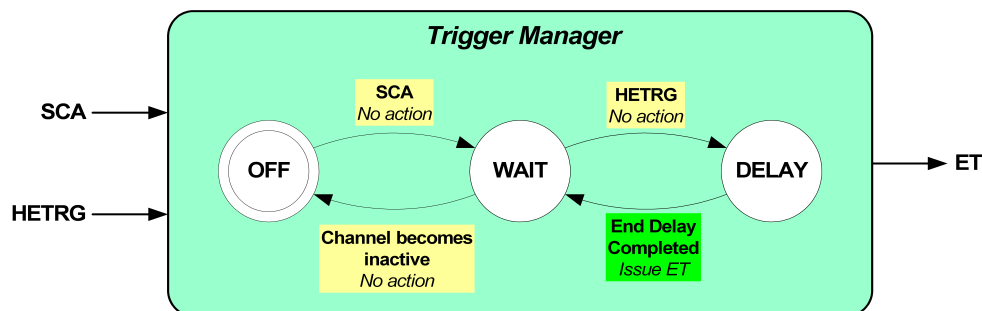 Trigger Manager
SCA
No action
HETRG
No action
SCA
HETRG
OFF
WAIT
DELAY
ET
Channel becomes
inactive
No action
End Delay
Completed
Issue ET